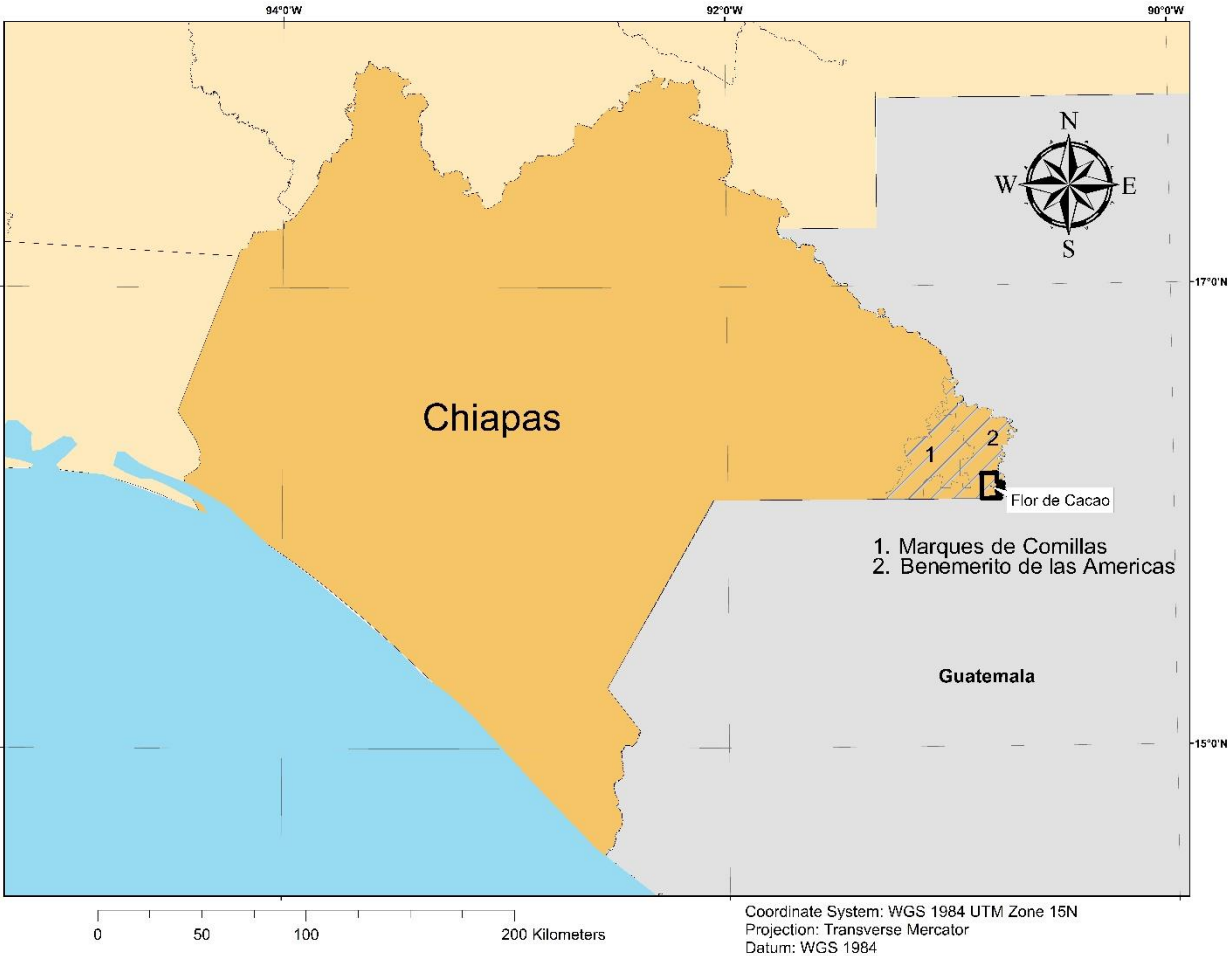 94°0'W
92°0'W
90°0'W
N
W
E
S
17°0'N
Chiapas
1
2
Flor de Cacao
1. Marques de Comillas
2. Benemerito de las Americas
Guatemala
15°0'N
0
50
100
200 Kilometers
Coordinate System: WGS 1984 UTM Zone 15N
Projection: Transverse Mercator
Datum: WGS 1984